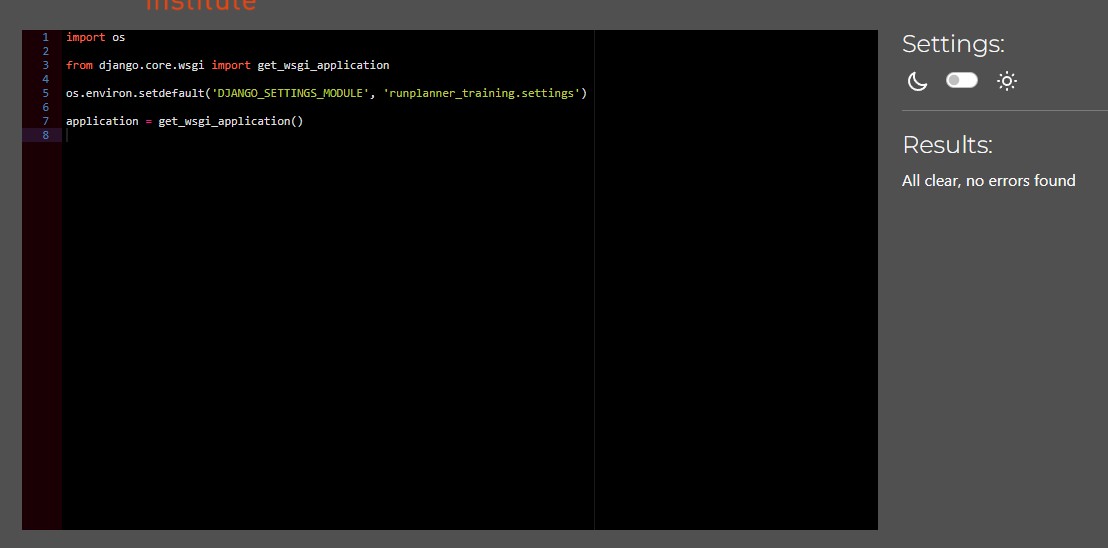 institute
1 import os
2
3 from django.core.wsgi import get_wsgi_application
4
5 os.environ.setdefault('DJANGO_SETTINGS_MODULE', 'runplanner_training.settings')
6
7 application = get_wsgi_application()
8
Settings:
Results:
All clear, no errors found